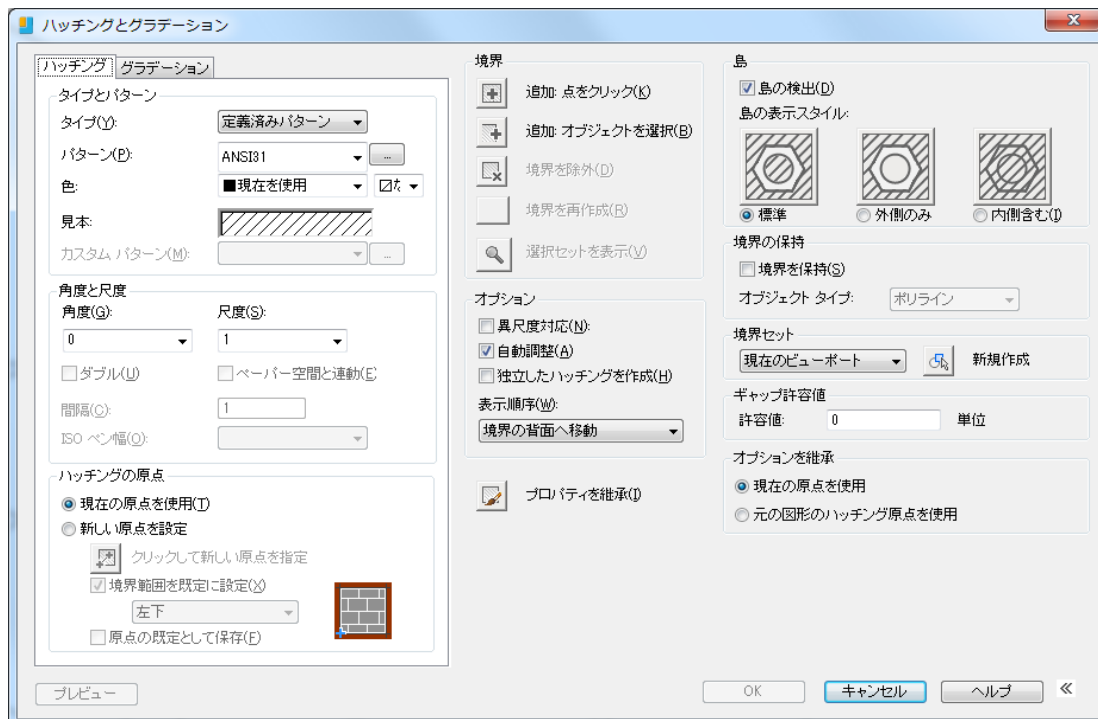 ハッチングとグラデーション
ハッチング グラデーション
タイプとパターン
タイプ(Y): 定義済みパターン
パターン(P): ANSI31 ...
色: ■現在を使用
見本:
カスタム パターン(M): ...
角度と尺度
角度(G): 尺度(S):
0 1
ダブル(U) ペーパー空間と連動(E)
間隔(C): 1
ISO ペン幅(O):
ハッチングの原点
現在の原点を使用(T)
新しい原点を設定
クリックして新しい原点を指定
境界範囲を既定に設定(X)
左下
原点の既定として保存(F)
プレビュー
境界
追加: 点をクリック(K)
追加: オブジェクトを選択(B)
境界を除外(D)
境界を再作成(R)
選択セットを表示(V)
オプション
異尺度対応(N):
自動調整(A)
独立したハッチングを作成(H)
表示順序(W):
境界の背面へ移動
プロパティを継承(I)
島
島の検出(D)
島の表示スタイル:
標準 外側のみ 内側含む(I)
境界の保持
境界を保持(S)
オブジェクト タイプ: ポリライン
境界セット
現在のビューポート 新規作成
ギャップ許容値
許容値: 0 単位
オプションを継承
現在の原点を使用
元の図形のハッチング原点を使用
OK キャンセル ヘルプ